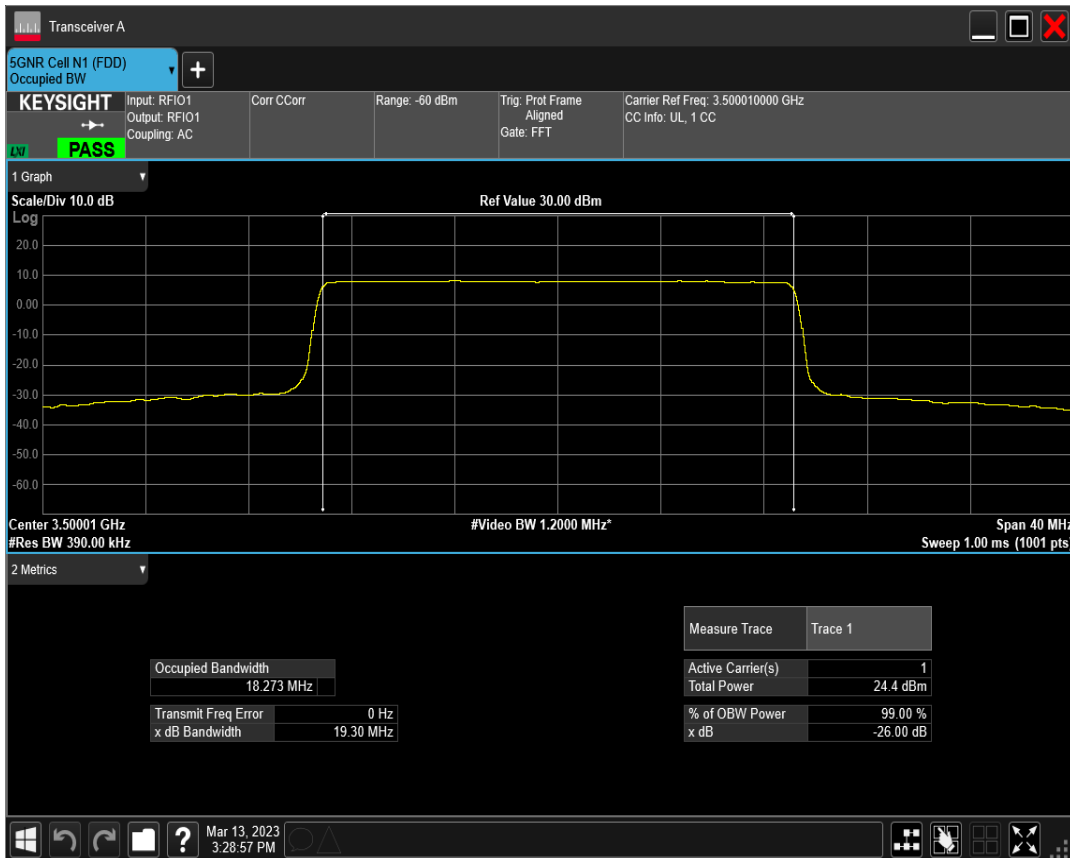 Transceiver A
5GNR Cell N1 (FDD)
Occupied BW
+
KEYSIGHT
LXI
PASS
Input: RFIO1
Output: RFIO1
Coupling: AC
Corr CCorr
Range: -60 dBm
Trig: Prot Frame
Aligned
Gate: FFT
Carrier Ref Freq: 3.500010000 GHz
CC Info: UL, 1 CC
1 Graph
Scale/Div 10.0 dB
Ref Value 30.00 dBm
Log
20.0
10.0
0.00
-10.0
-20.0
-30.0
-40.0
-50.0
-60.0
Center 3.50001 GHz
#Video BW 1.2000 MHz*
Span 40 MHz
#Res BW 390.00 kHz
Sweep 1.00 ms (1001 pts)
2 Metrics
Measure Trace Trace 1
Occupied Bandwidth
18.273 MHz
Transmit Freq Error 0 Hz
x dB Bandwidth 19.30 MHz
Active Carrier(s) 1
Total Power 24.4 dBm
% of OBW Power 99.00 %
x dB -26.00 dB
?
Mar 13, 2023
3:28:57 PM